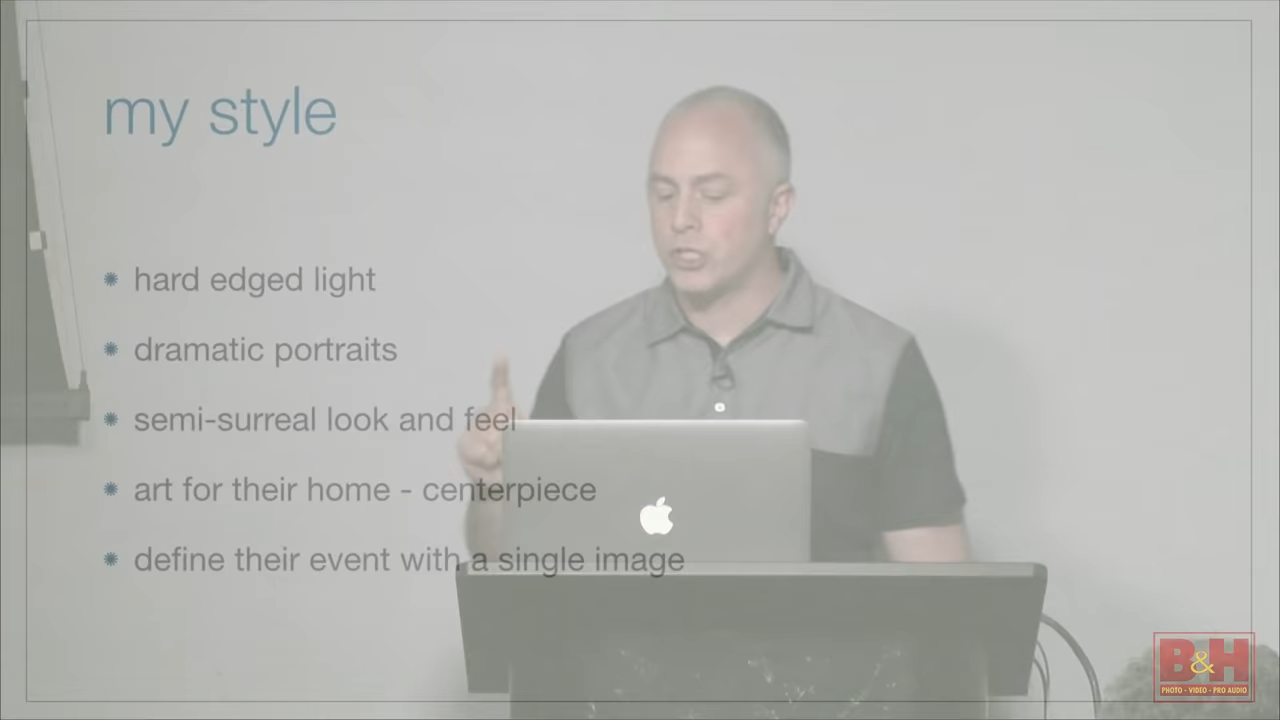 my style
hard edged light
dramatic portraits
semi-surreal look and feel
art for their home - centerpiece
define their event with a single image
B&H
PHOTO - VIDEO - PRO AUDIO